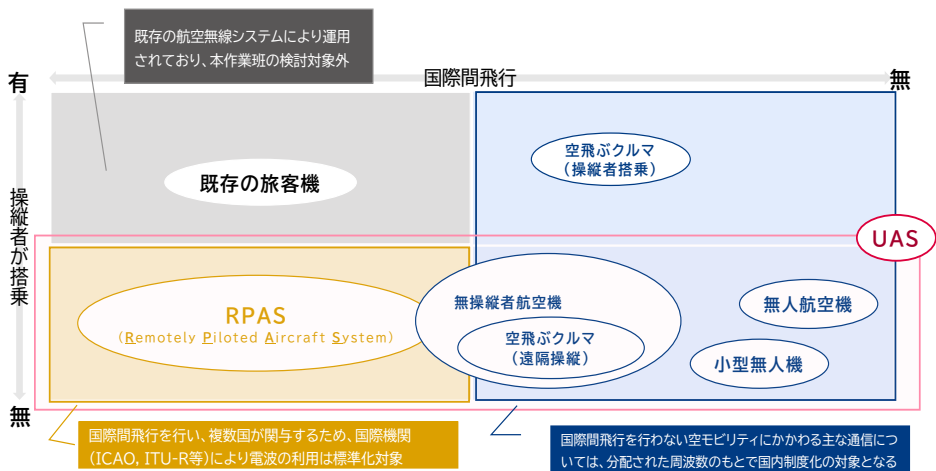 既存の航空無線システムにより運用
されており、本作業班の検討対象外
有
国際間飛行
無
操縦者が搭乗
既存の旅客機
空飛ぶクルマ
（操縦者搭乗）
UAS
RPAS
（Remotely Piloted Aircraft System）
無操縦者航空機
空飛ぶクルマ
（遠隔操縦）
無人航空機
小型無人機
無
国際間飛行を行い、複数国が関与するため、国際機関
（ICAO, ITU-R等）により電波の利用は標準化対象
国際間飛行を行わない空モビリティにかかわる主な通信につ
いては、分配された周波数のもとで国内制度化の対象となる